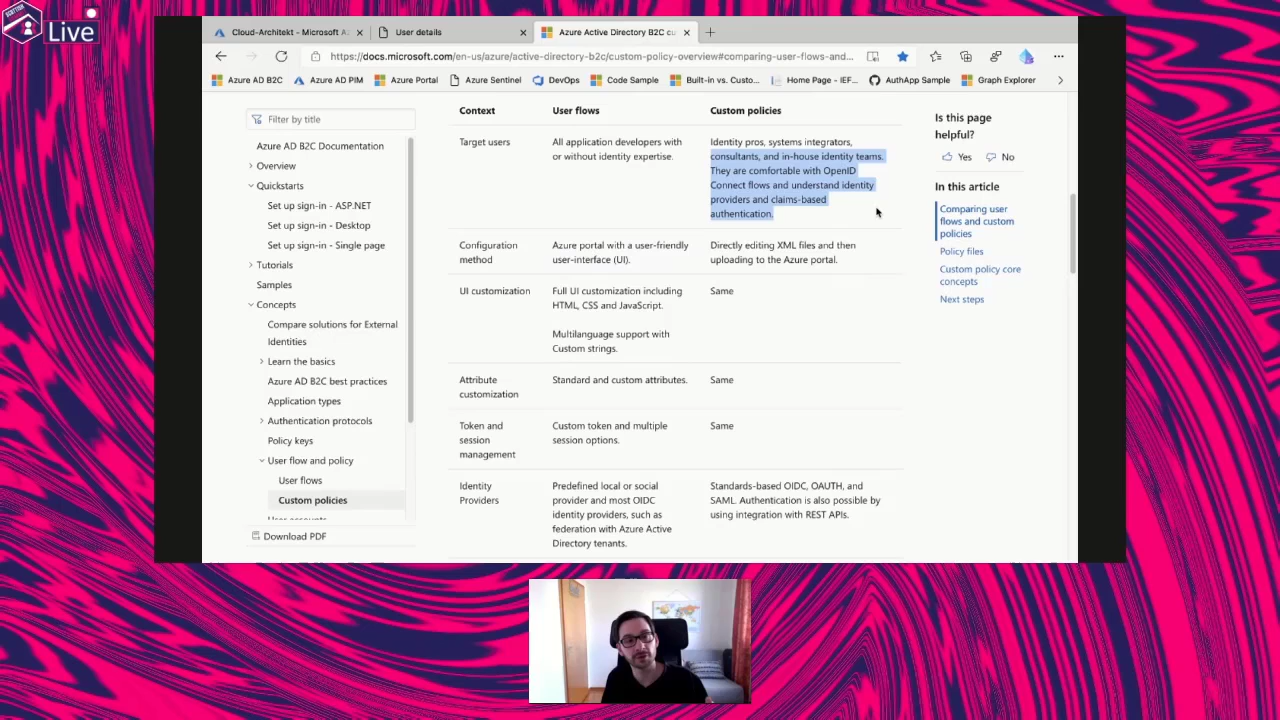 Live
Cloud-Architekt - Microsoft Az
User details
Azure Active Directory B2C cu
https://docs.microsoft.com/en-us/azure/active-directory-b2c/custom-policy-overview#comparing-user-flows-and-...
Azure AD B2C
Azure AD PIM
Azure Portal
Azure Sentinel
DevOps
Code Sample
Built-in vs. Custo...
Home Page - IEF...
AuthApp Sample
Graph Explorer
Filter by title
Azure AD B2C Documentation
Overview
Quickstarts
Set up sign-in - ASP.NET
Set up sign-in - Desktop
Set up sign-in - Single page
Tutorials
Samples
Concepts
Compare solutions for External
Identities
Learn the basics
Azure AD B2C best practices
Application types
Authentication protocols
Policy keys
User flow and policy
User flows
Custom policies
User accounts
Download PDF
Context
User flows
Custom policies
Target users
All application developers with
or without identity expertise.
Identity pros, systems integrators,
consultants, and in-house identity teams.
They are comfortable with OpenID
Connect flows and understand identity
providers and claims-based
authentication.
Configuration
method
Azure portal with a user-friendly
user-interface (UI).
Directly editing XML files and then
uploading to the Azure portal.
UI customization
Full UI customization including
HTML, CSS and JavaScript.
Multilanguage support with
Custom strings.
Same
Attribute
customization
Standard and custom attributes.
Same
Token and
session
management
Custom token and multiple
session options.
Same
Identity
Providers
Predefined local or social
provider and most OIDC
identity providers, such as
federation with Azure Active
Directory tenants.
Standards-based OIDC, OAUTH, and
SAML. Authentication is also possible by
using integration with REST APIs.
Is this page
helpful?
Yes
No
In this article
Comparing user
flows and custom
policies
Policy files
Custom policy core
concepts
Next steps